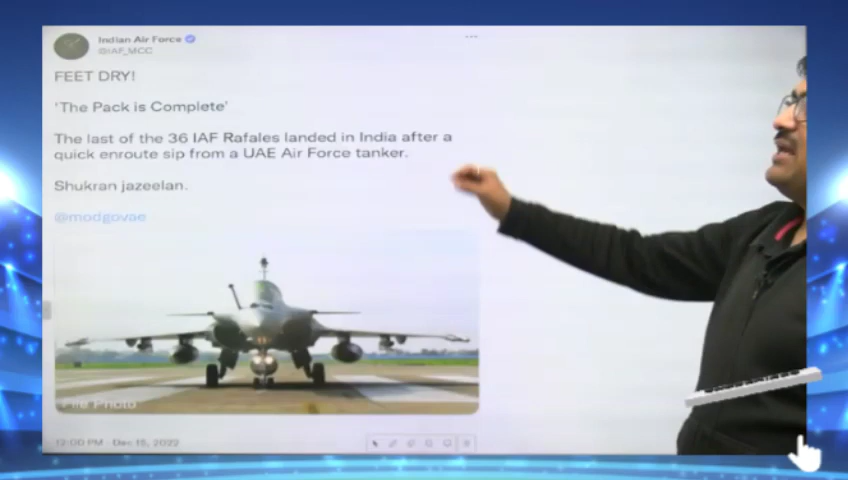 Indian Air Force
@IAF_MCC
FEET DRY!
'The Pack is Complete'
The last of the 36 IAF Rafales landed in India after a
quick enroute sip from a UAE Air Force tanker.
Shukran jazeelan.
@modgovae
File Photo
12:00 PM · Dec 15, 2022